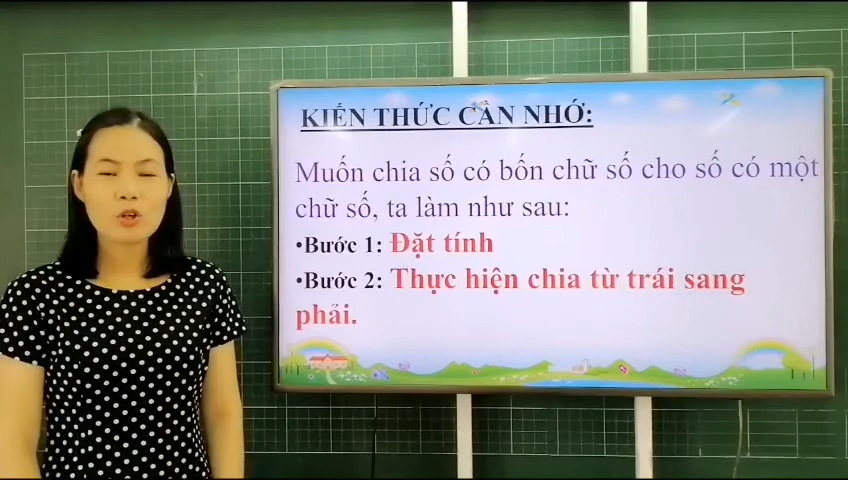 KIẾN THỨC CẦN NHỚ:
Muốn chia số có bốn chữ số cho số có một
chữ số, ta làm như sau:
•Bước 1: Đặt tính
•Bước 2: Thực hiện chia từ trái sang
phải.